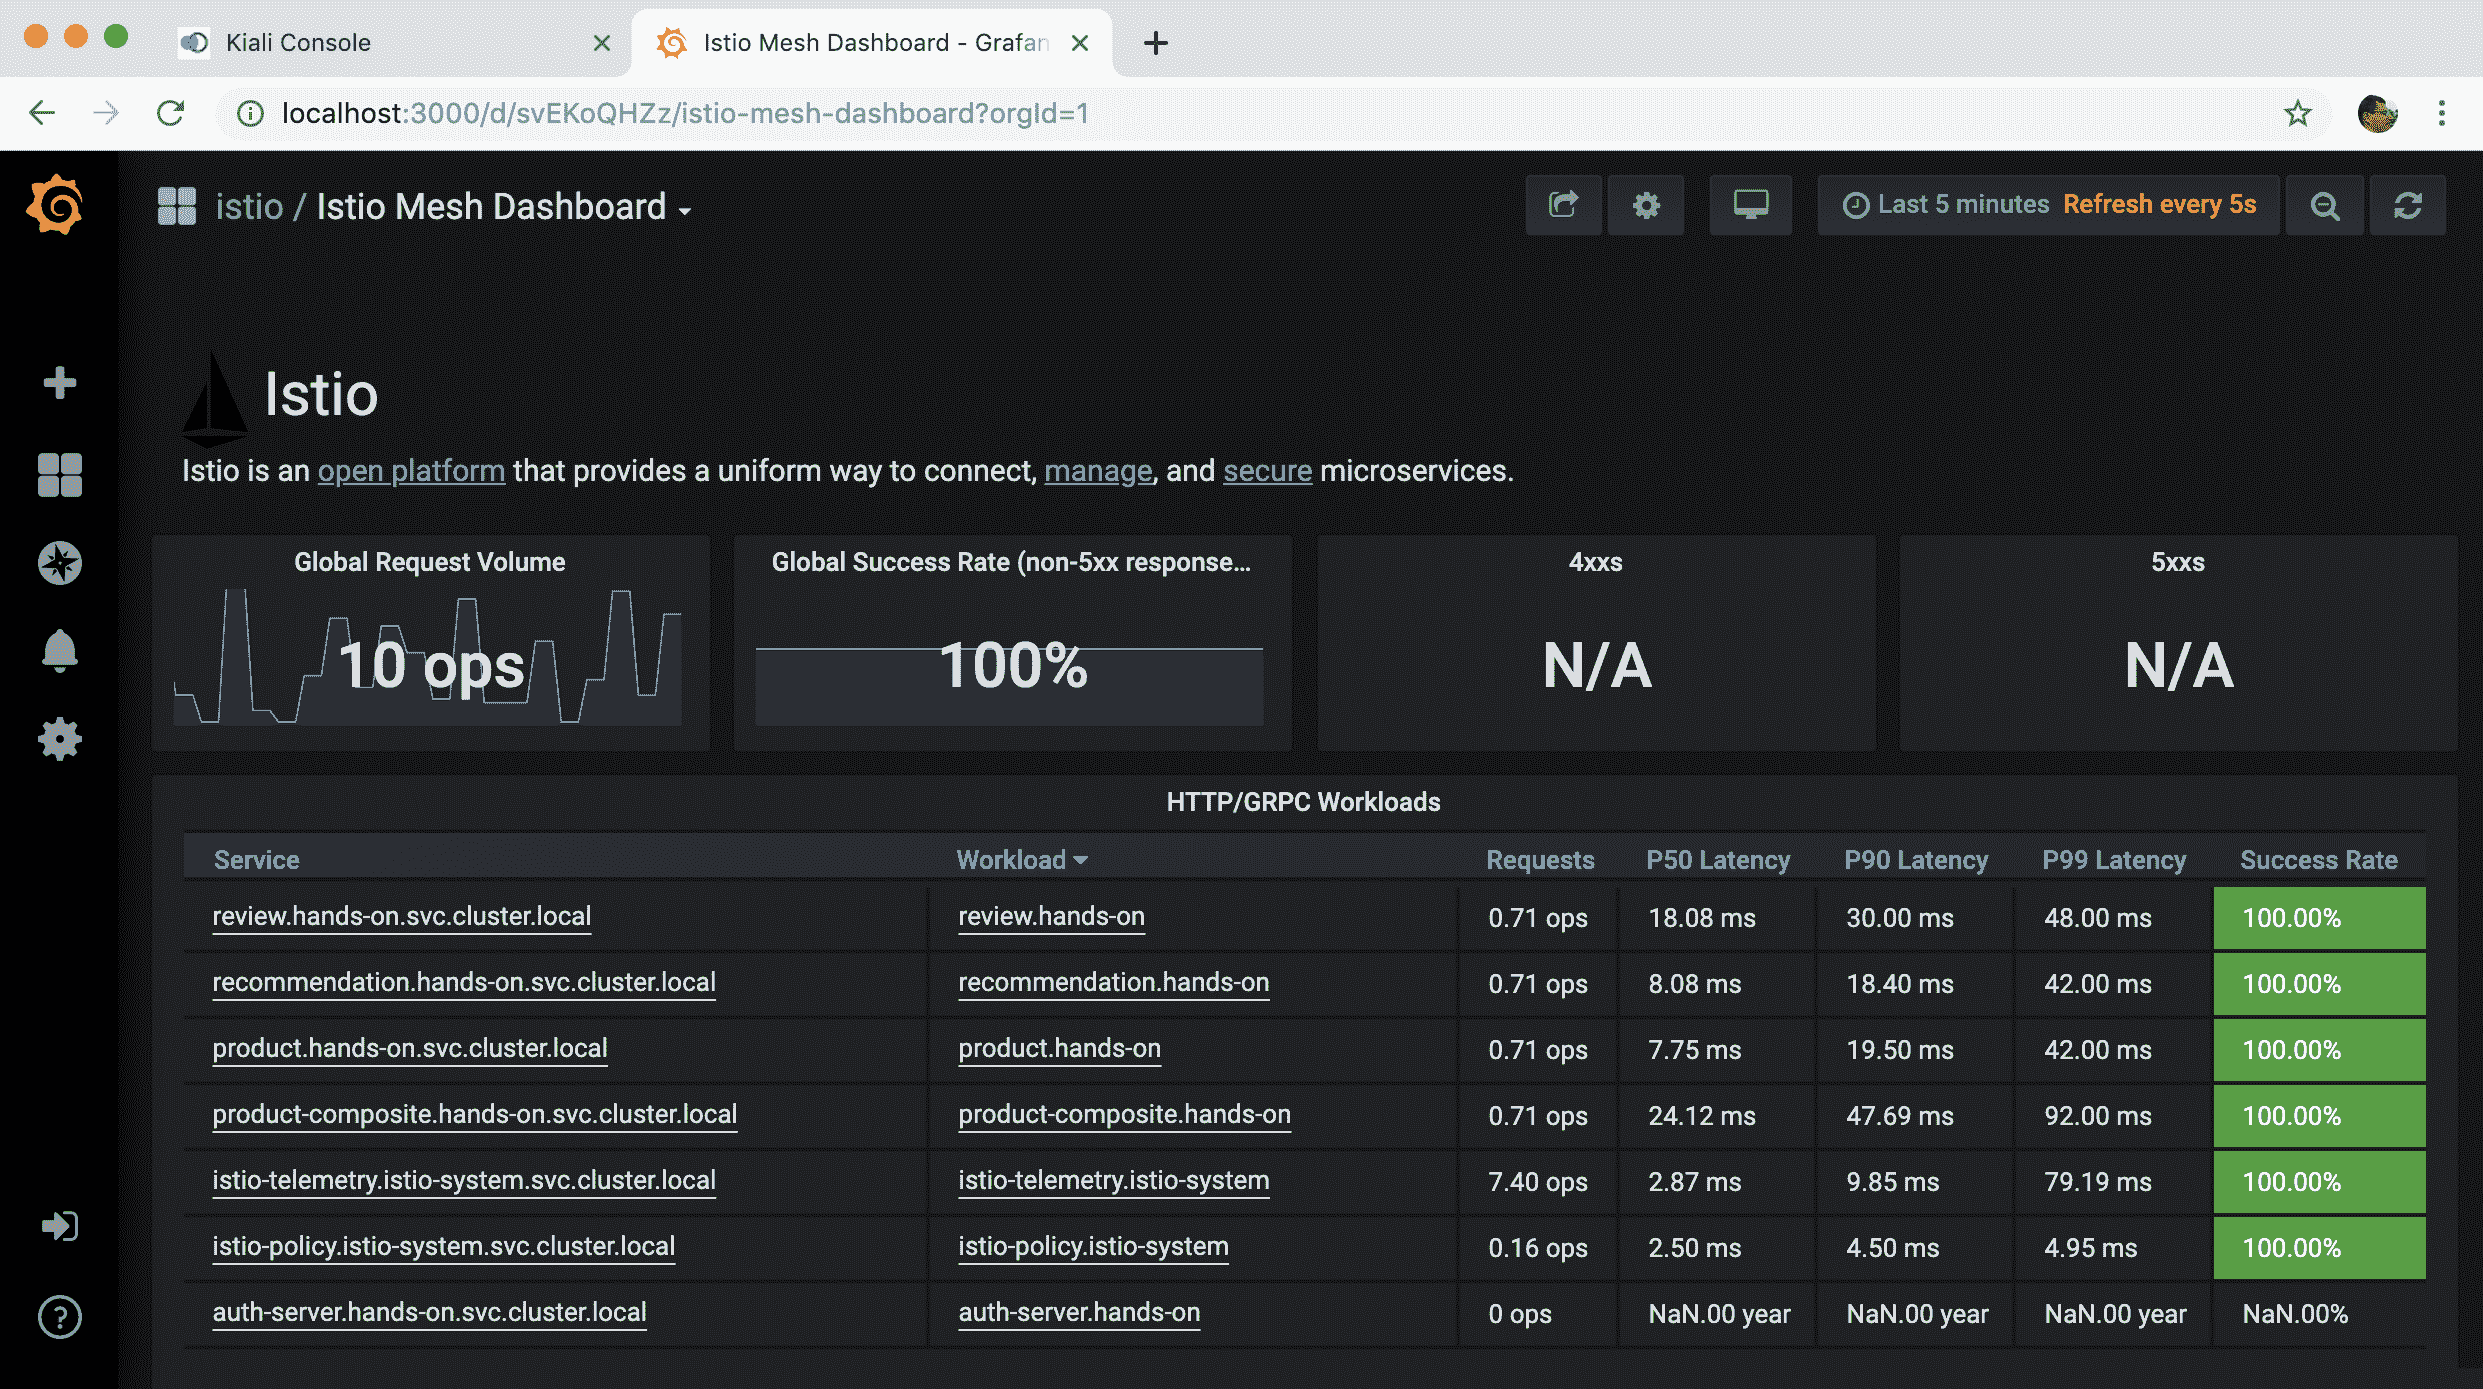 Kiali Console
Istio Mesh Dashboard - Grafan
localhost:3000/d/svEKoQHZz/istio-mesh-dashboard?orgId=1
istio / Istio Mesh Dashboard
Last 5 minutes Refresh every 5s
Istio
Istio is an open platform that provides a uniform way to connect, manage, and secure microservices.
Global Request Volume
10 ops
Global Success Rate (non-5xx response...
100%
4xxs
N/A
5xxs
N/A
HTTP/GRPC Workloads
Service Workload Requests P50 Latency P90 Latency P99 Latency Success Rate
review.hands-on.svc.cluster.local review.hands-on 0.71 ops 18.08 ms 30.00 ms 48.00 ms 100.00%
recommendation.hands-on.svc.cluster.local recommendation.hands-on 0.71 ops 8.08 ms 18.40 ms 42.00 ms 100.00%
product.hands-on.svc.cluster.local product.hands-on 0.71 ops 7.75 ms 19.50 ms 42.00 ms 100.00%
product-composite.hands-on.svc.cluster.local product-composite.hands-on 0.71 ops 24.12 ms 47.69 ms 92.00 ms 100.00%
istio-telemetry.istio-system.svc.cluster.local istio-telemetry.istio-system 7.40 ops 2.87 ms 9.85 ms 79.19 ms 100.00%
istio-policy.istio-system.svc.cluster.local istio-policy.istio-system 0.16 ops 2.50 ms 4.50 ms 4.95 ms 100.00%
auth-server.hands-on.svc.cluster.local auth-server.hands-on 0 ops NaN.00 year NaN.00 year NaN.00 year NaN.00%